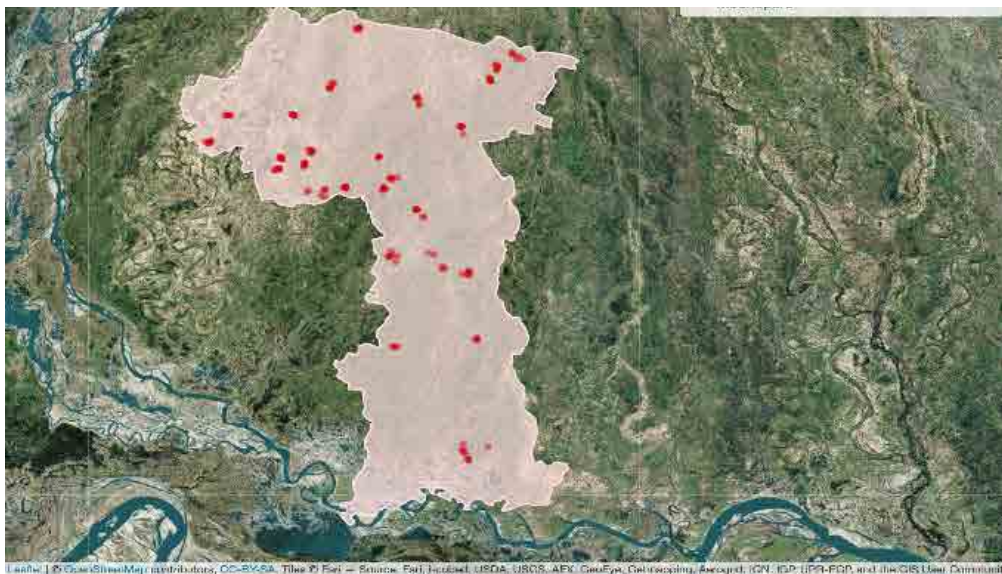 Leaflet | © OpenStreetMap contributors, CC-BY-SA, Tiles © Esri — Source: Esri, i-cubed, USDA, USGS, AEX, GeoEye, Getmapping, Aerogrid, IGN, IGP, UPR-EGP, and the GIS User Community